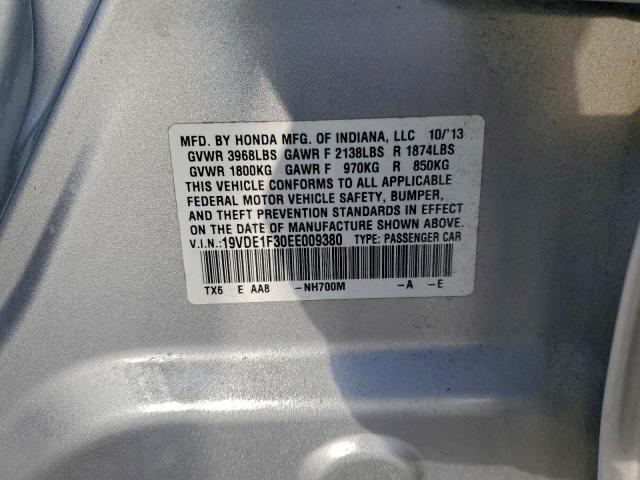 MFD. BY HONDA MFG. OF INDIANA, LLC 10/'13
GVWR 3968LBS GAWR F 2138LBS R 1874LBS
GVWR 1800KG GAWR F 970KG R 850KG
THIS VEHICLE CONFORMS TO ALL APPLICABLE
FEDERAL MOTOR VEHICLE SAFETY, BUMPER,
AND THEFT PREVENTION STANDARDS IN EFFECT
ON THE DATE OF MANUFACTURE SHOWN ABOVE.
V.I.N.:19VDE1F30EE009380 TYPE: PASSENGER CAR
TX6 E AA8 -NH700M -A -E